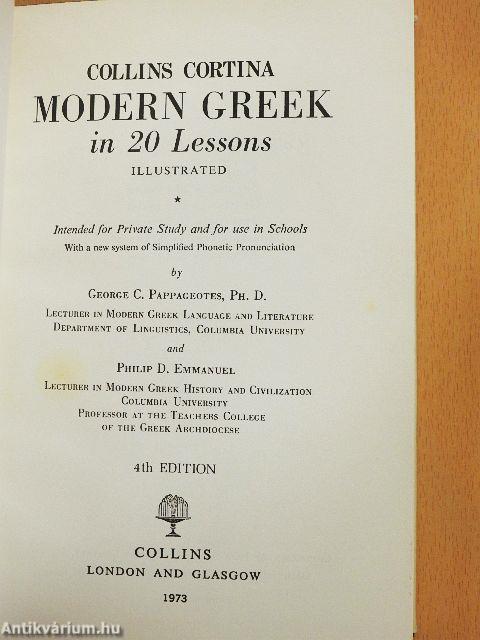 COLLINS CORTINA
MODERN GREEK
in 20 Lessons
ILLUSTRATED
★
Intended for Private Study and for use in Schools
With a new system of Simplified Phonetic Pronunciation
by
GEORGE C. PAPPAGEOTES, PH. D.
LECTURER IN MODERN GREEK LANGUAGE AND LITERATURE
DEPARTMENT OF LINGUISTICS, COLUMBIA UNIVERSITY
and
PHILIP D. EMMANUEL
LECTURER IN MODERN GREEK HISTORY AND CIVILIZATION
COLUMBIA UNIVERSITY
PROFESSOR AT THE TEACHERS COLLEGE
OF THE GREEK ARCHDIOCESE
4th EDITION
COLLINS
LONDON AND GLASGOW
1973
Antikvárium.hu